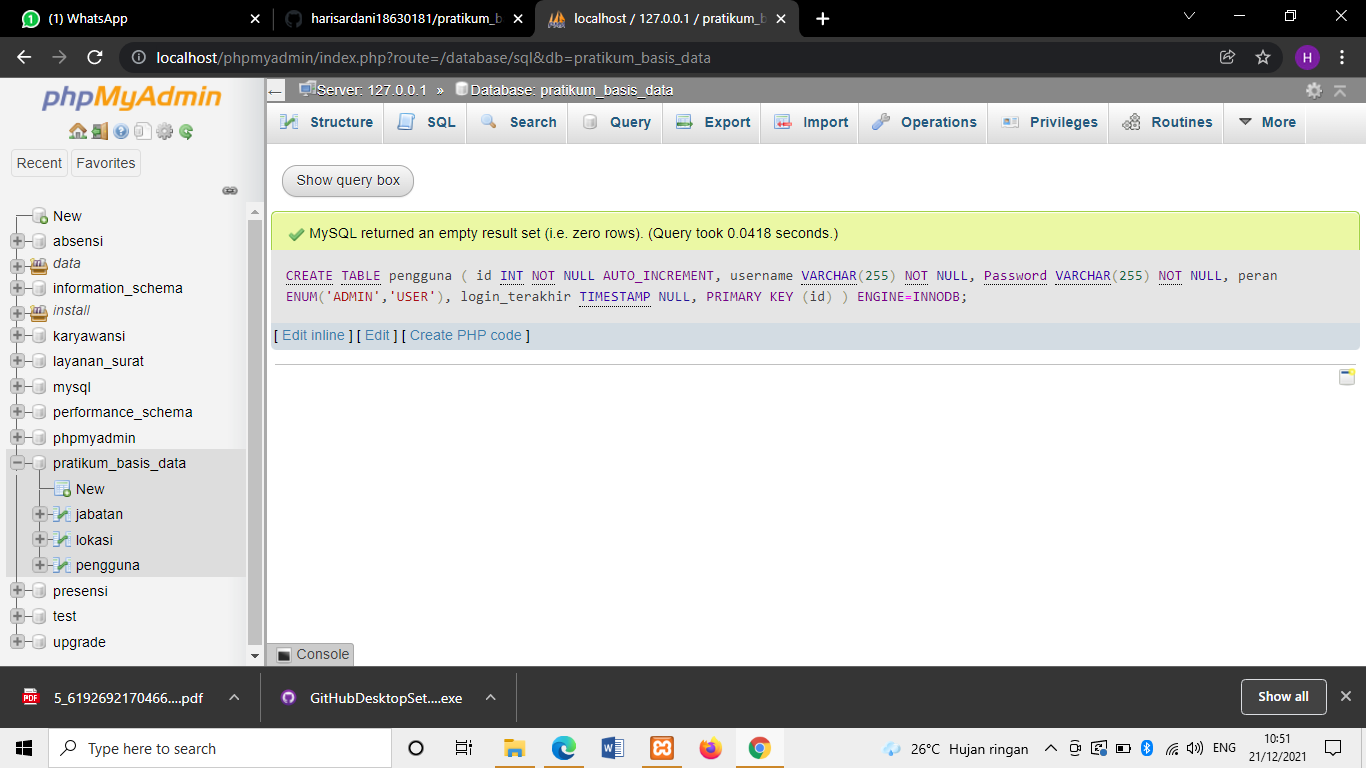 (1) WhatsApp
harisardani18630181/pratikum_b
localhost / 127.0.0.1 / pratikum_b
localhost/phpmyadmin/index.php?route=/database/sql&db=pratikum_basis_data
H
phpMyAdmin
Recent
Favorites
New
absensi
data
information_schema
install
karyawansi
layanan_surat
mysql
performance_schema
phpmyadmin
pratikum_basis_data
New
jabatan
lokasi
pengguna
presensi
test
upgrade
Server: 127.0.0.1 » Database: pratikum_basis_data
Structure
SQL
Search
Query
Export
Import
Operations
Privileges
Routines
More
Show query box
MySQL returned an empty result set (i.e. zero rows). (Query took 0.0418 seconds.)
CREATE TABLE pengguna ( id INT NOT NULL AUTO_INCREMENT, username VARCHAR(255) NOT NULL, Password VARCHAR(255) NOT NULL, peran
ENUM('ADMIN','USER'), login_terakhir TIMESTAMP NULL, PRIMARY KEY (id) ) ENGINE=INNODB;
[ Edit inline ] [ Edit ] [ Create PHP code ]
Console
5_6192692170466....pdf
GitHubDesktopSet....exe
Show all
Type here to search
26°C Hujan ringan
ENG
10:51
21/12/2021